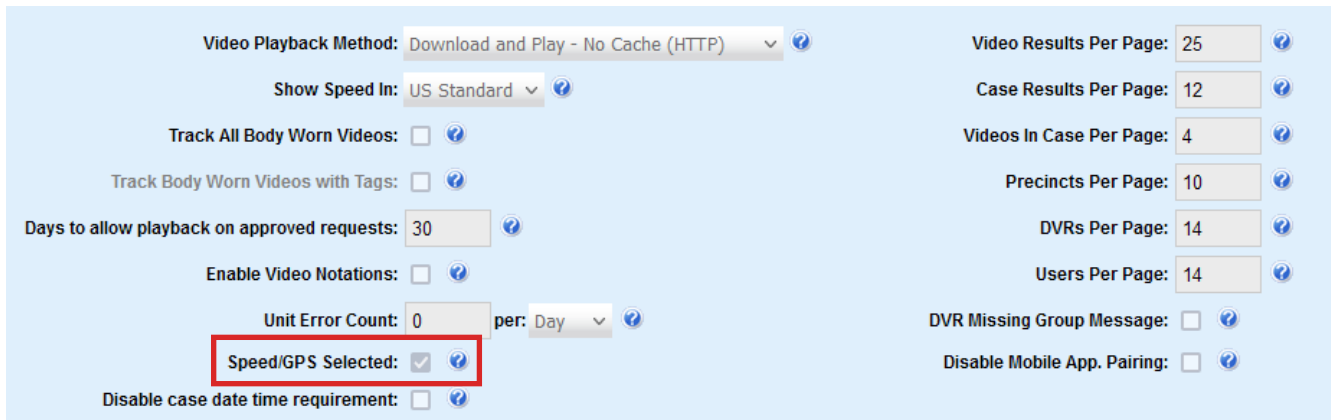 Video Playback Method: Download and Play - No Cache (HTTP)
Show Speed In: US Standard
Track All Body Worn Videos:
Track Body Worn Videos with Tags:
Days to allow playback on approved requests: 30
Enable Video Notations:
Unit Error Count: 0 per: Day
Speed/GPS Selected:
Disable case date time requirement:
Video Results Per Page: 25
Case Results Per Page: 12
Videos In Case Per Page: 4
Precincts Per Page: 10
DVRs Per Page: 14
Users Per Page: 14
DVR Missing Group Message:
Disable Mobile App. Pairing: